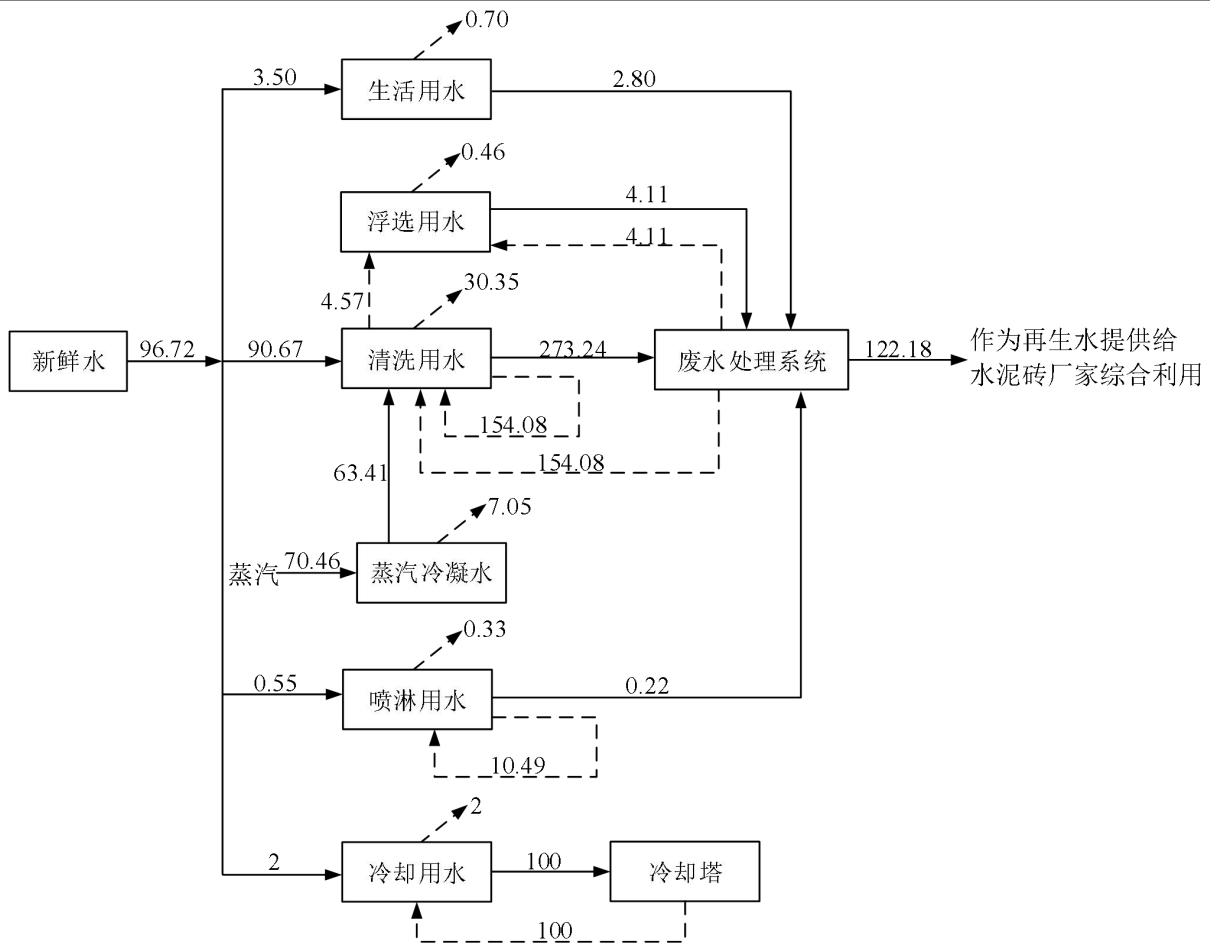 0.70
3.50
生活用水
2.80
0.46
浮选用水
4.11
4.11
4.57
30.35
新鲜水
96.72
90.67
清洗用水
273.24
废水处理系统
122.18
作为再生水提供给
水泥砖厂家综合利用
154.08
154.08
63.41
7.05
蒸汽
70.46
蒸汽冷凝水
0.33
0.55
喷淋用水
0.22
10.49
2
2
冷却用水
100
冷却塔
100